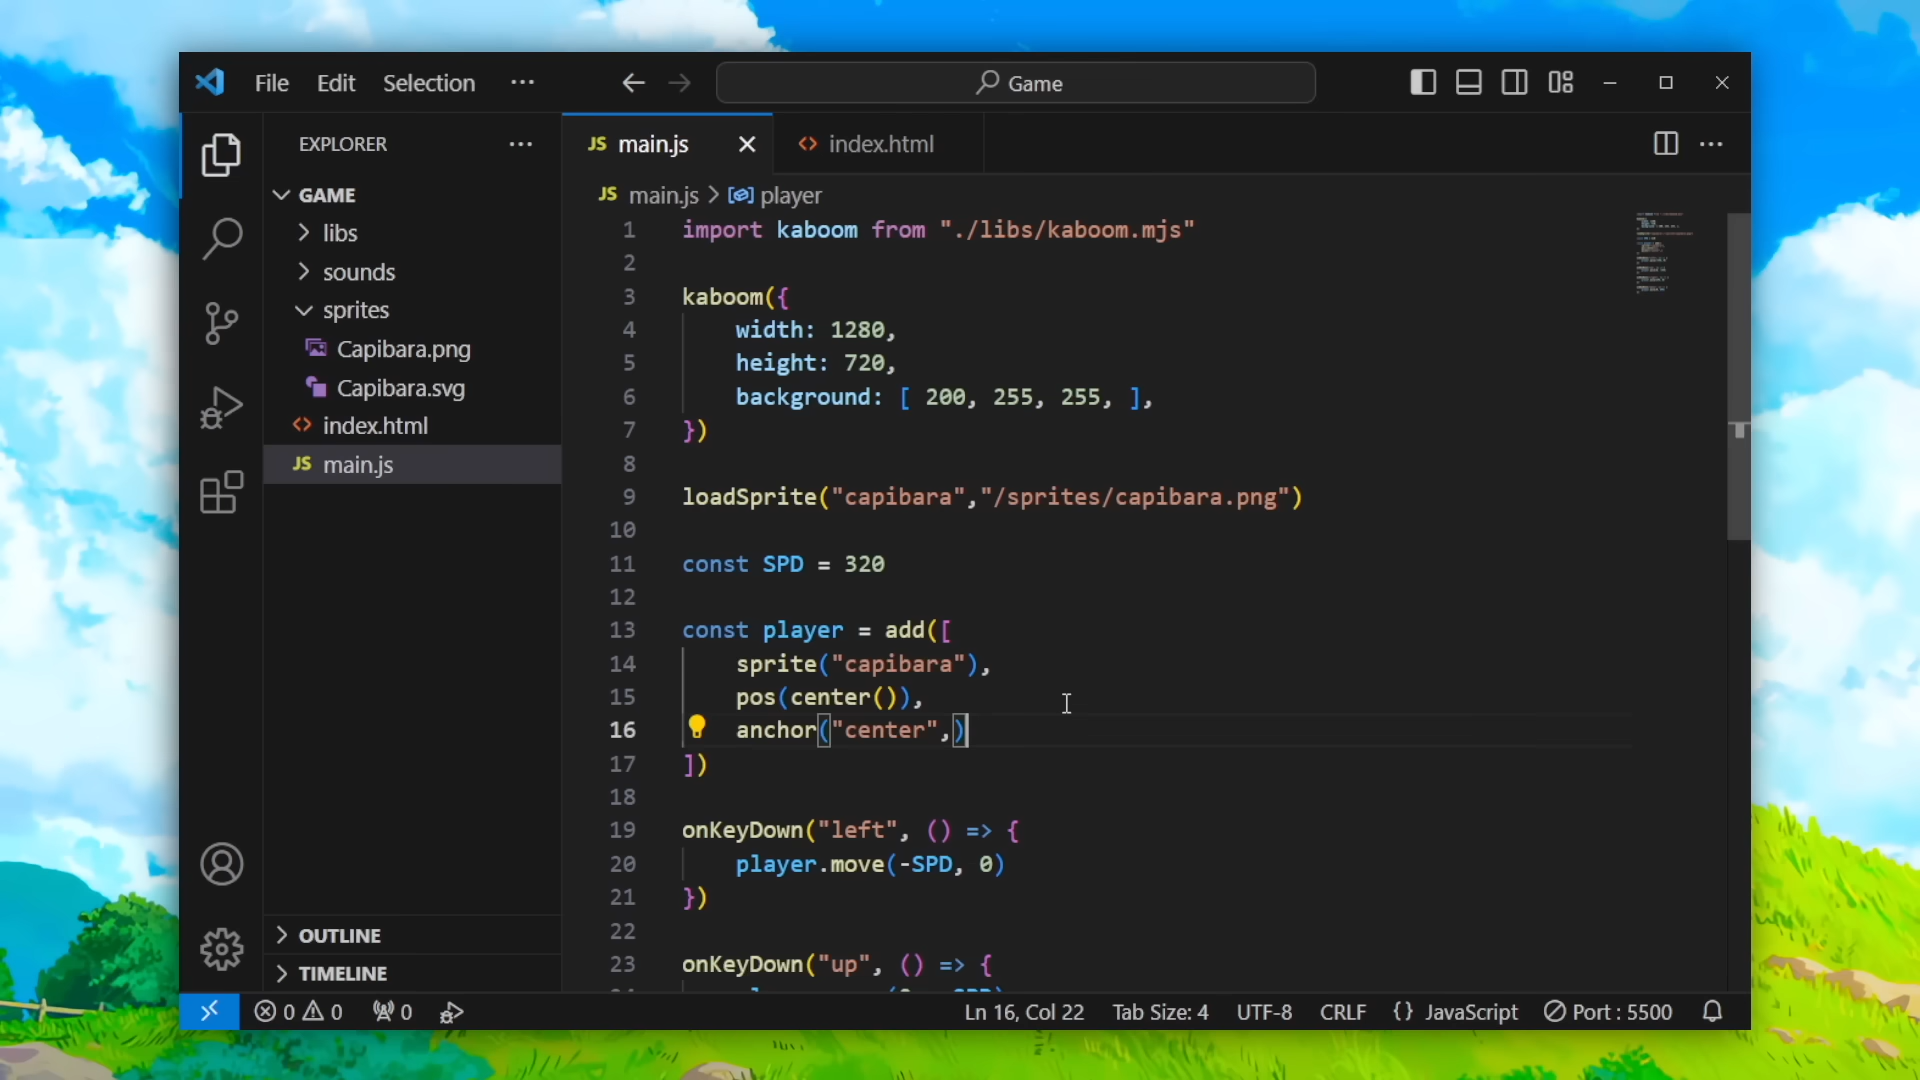 File Edit Selection ··· Game
EXPLORER ···
GAME
libs
sounds
sprites
Capibara.png
Capibara.svg
index.html
JS main.js
OUTLINE
TIMELINE
JS main.js index.html
JS main.js > player
1 import kaboom from "./libs/kaboom.mjs"
2
3 kaboom({
4 width: 1280,
5 height: 720,
6 background: [ 200, 255, 255, ],
7 })
8
9 loadSprite("capibara","/sprites/capibara.png")
10
11 const SPD = 320
12
13 const player = add([
14 sprite("capibara"),
15 pos(center()),
16 anchor("center",)
17 ])
18
19 onKeyDown("left", () => {
20 player.move(-SPD, 0)
21 })
22
23 onKeyDown("up", () => {
0 0 0 Ln 16, Col 22 Tab Size: 4 UTF-8 CRLF {} JavaScript Port : 5500